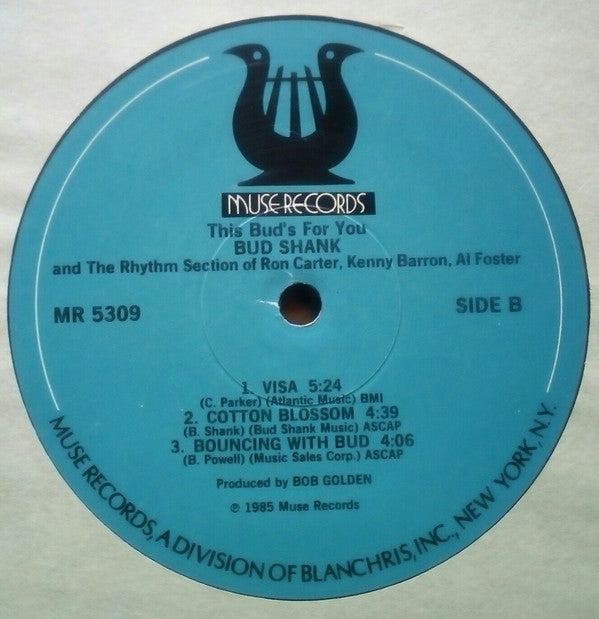 MUSE RECORDS
This Bud's For You
BUD SHANK
and The Rhythm Section of Ron Carter, Kenny Barron, Al Foster
MR 5309
SIDE B
1. VISA 5:24
(C. Parker) (Atlantic Music) BMI
2. COTTON BLOSSOM 4:39
(B. Shank) (Bud Shank Music) ASCAP
3. BOUNCING WITH BUD 4:06
(B. Powell) (Music Sales Corp.) ASCAP
Produced by BOB GOLDEN
℗ 1985 Muse Records
MUSE RECORDS, A DIVISION OF BLANCHRIS, INC., NEW YORK, N.Y.